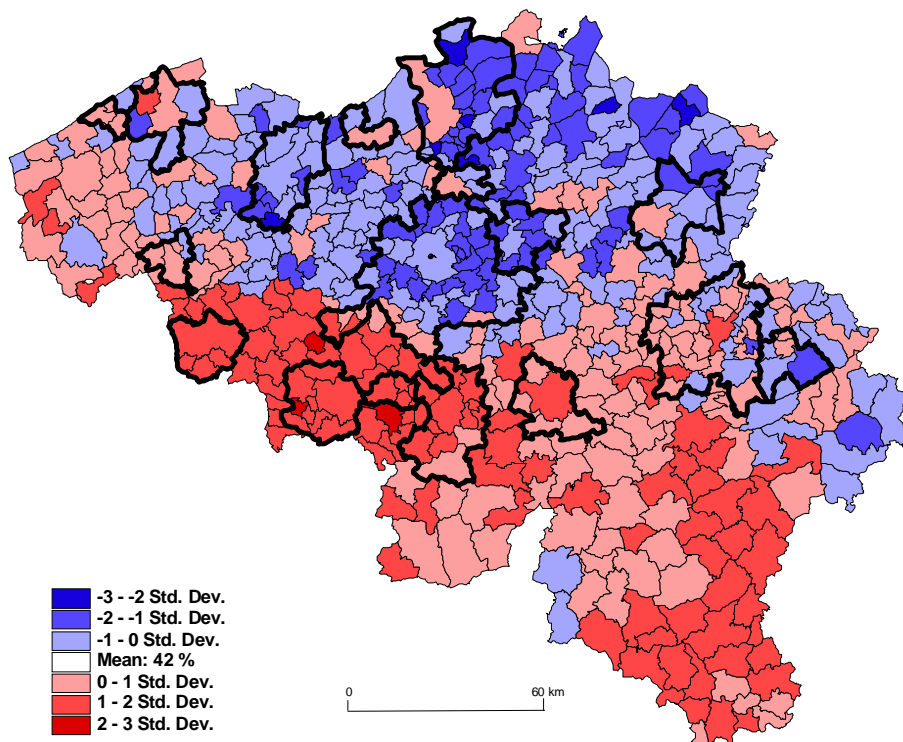 -3 - -2 Std. Dev.
-2 - -1 Std. Dev.
-1 - 0 Std. Dev.
Mean: 42 %
0 - 1 Std. Dev.
1 - 2 Std. Dev.
2 - 3 Std. Dev.
0 60 km